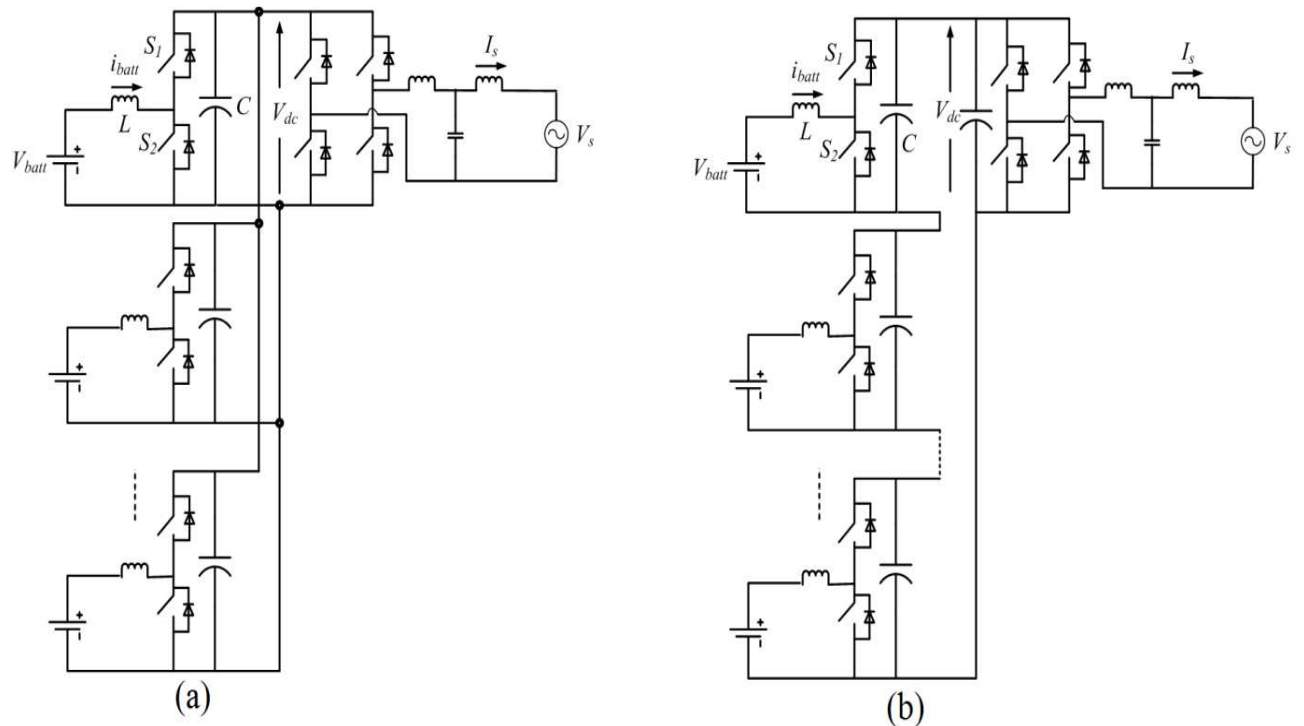 S1
ibatt
L
S2
Vbatt
+
C
Vdc
Is
Vs
+
+
(a)
S1
ibatt
L
S2
Vbatt
+
C
Vdc
Is
Vs
+
+
(b)